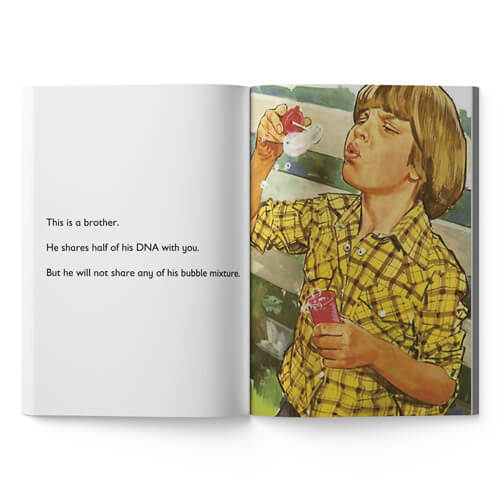 This is a brother.
He shares half of his DNA with you.
But he will not share any of his bubble mixture.